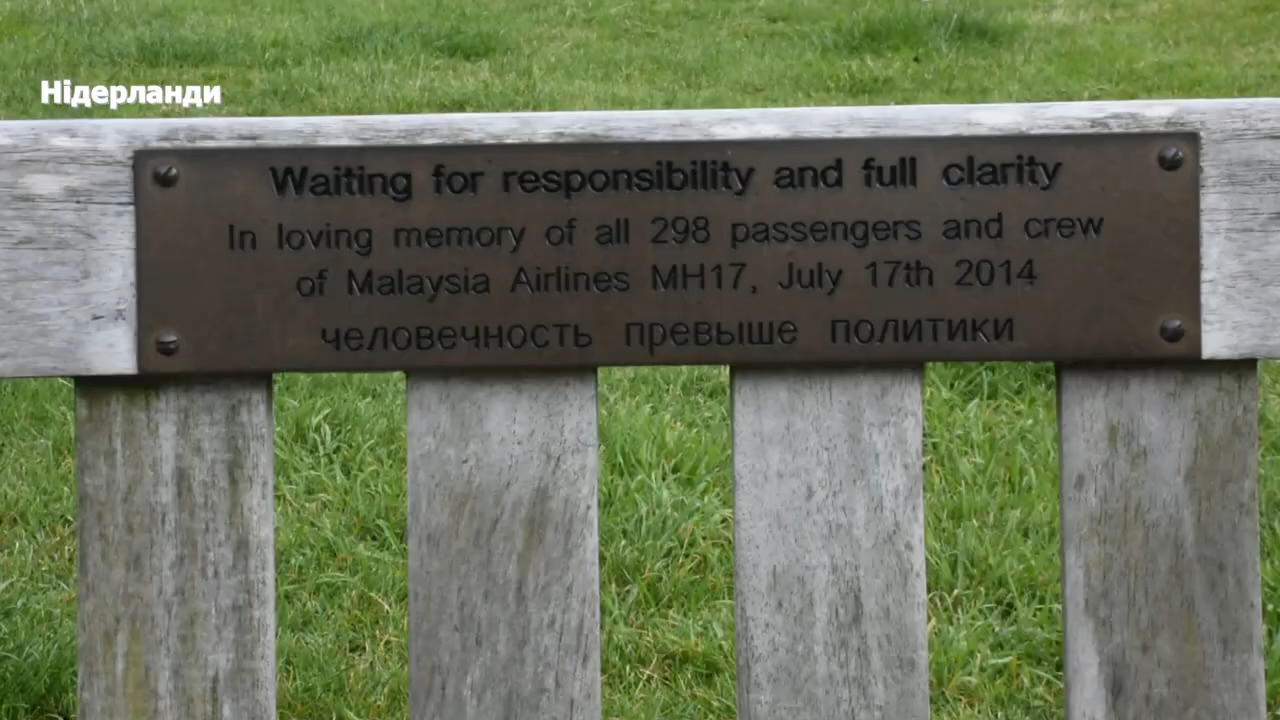 Нідерланди
Waiting for responsibility and full clarity
In loving memory of all 298 passengers and crew
of Malaysia Airlines MH17, July 17th 2014
человечность превыше политики